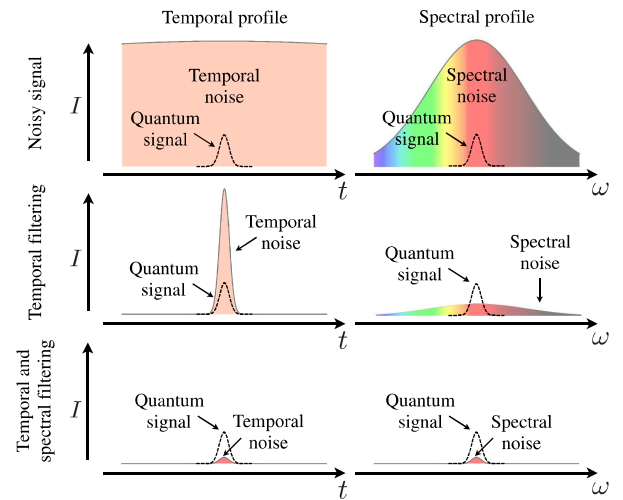 Temporal profile
Spectral profile
Noisy signal
I
Temporal
noise
Quantum
signal
t
Spectral
noise
Quantum
signal
ω
Temporal filtering
I
Temporal
noise
Quantum
signal
t
Quantum
signal
Spectral
noise
ω
Temporal and
spectral filtering
I
Quantum
signal
Temporal
noise
t
Quantum
signal
Spectral
noise
ω